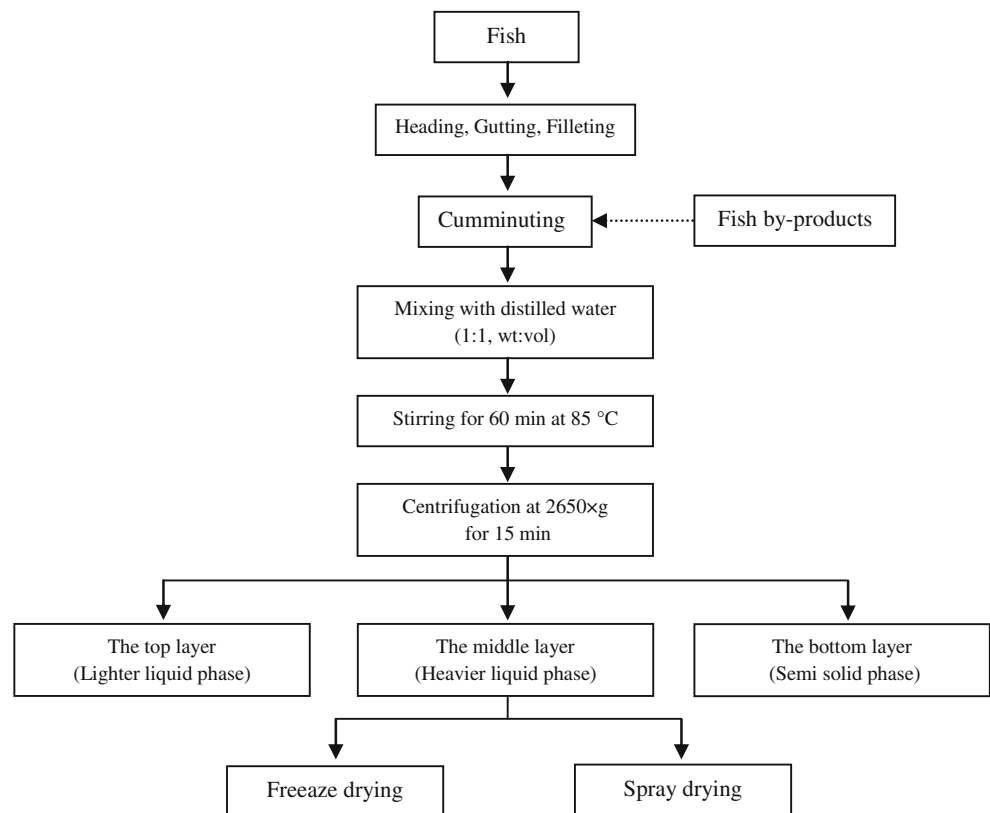 Fish
Heading, Gutting, Filleting
Cumminuting
Fish by-products
Mixing with distilled water
(1:1, wt:vol)
Stirring for 60 min at 85 °C
Centrifugation at 2650×g
for 15 min
The top layer
(Lighter liquid phase)
The middle layer
(Heavier liquid phase)
The bottom layer
(Semi solid phase)
Freeaze drying
Spray drying